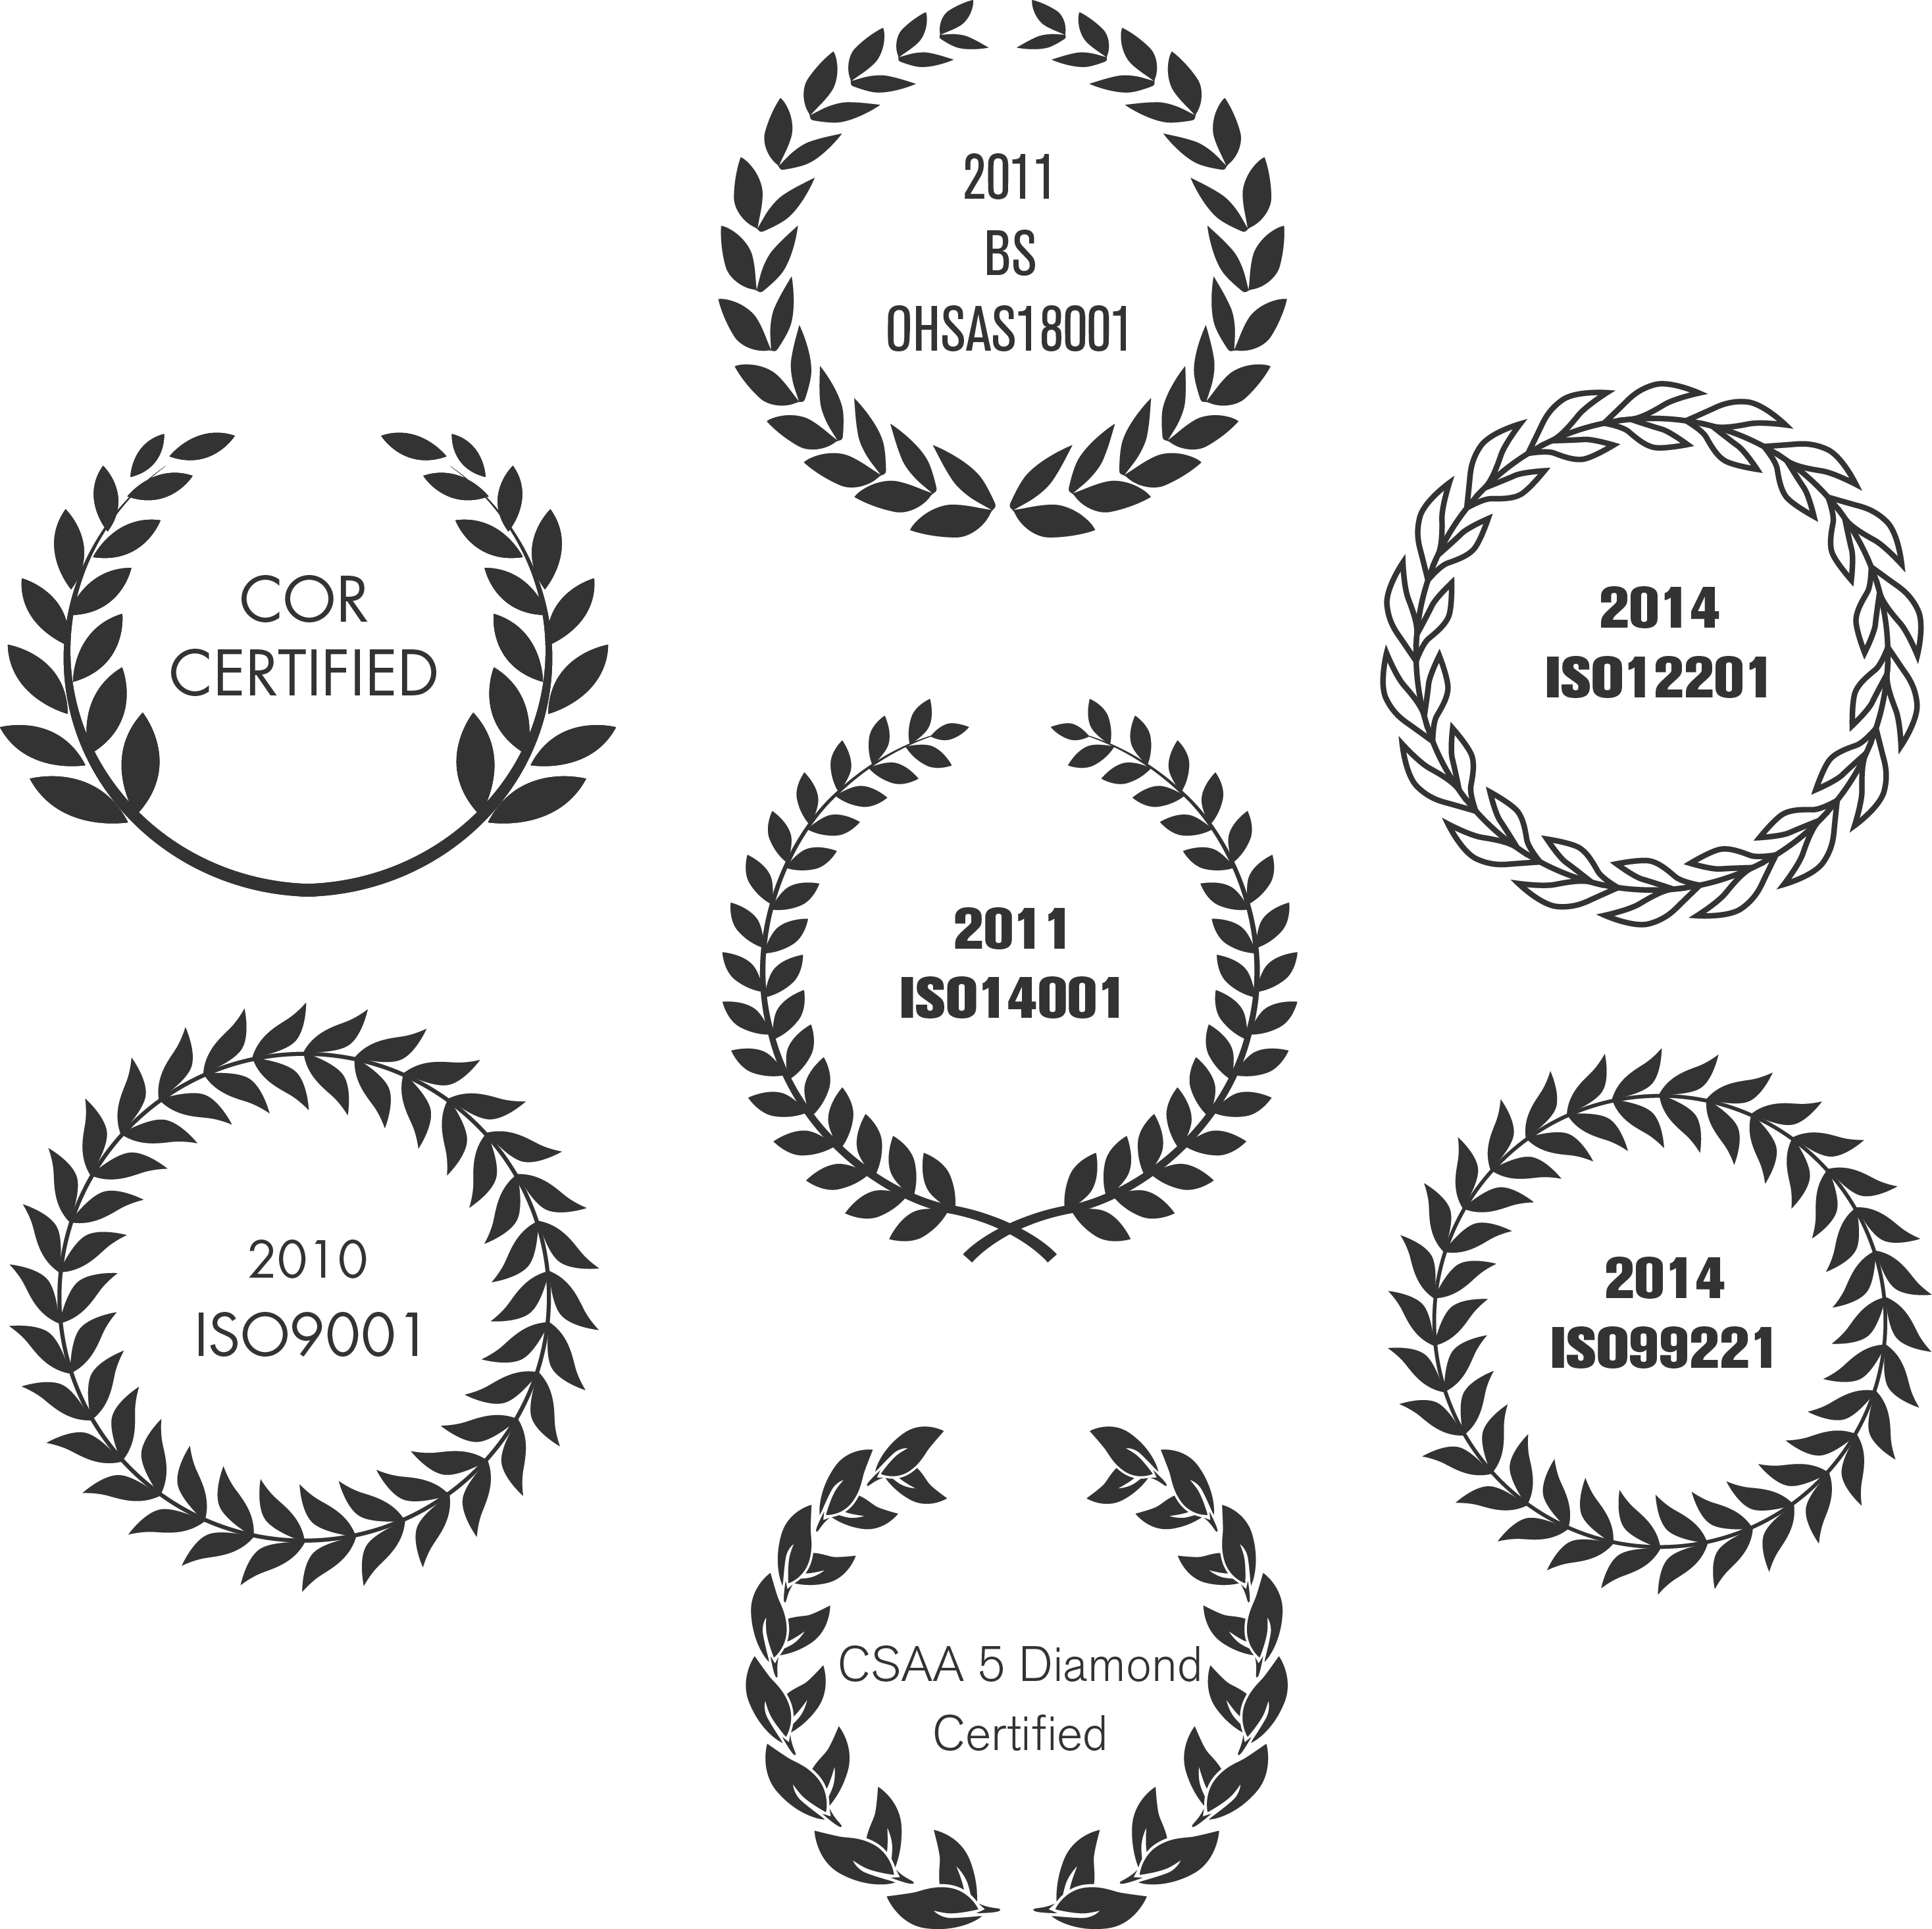 2011
BS
OHSAS18001
COR
CERTIFIED
2014
ISO12201
2011
ISO14001
2010
ISO9001
2014
ISO99221
CSAA 5 Diamond
Certified